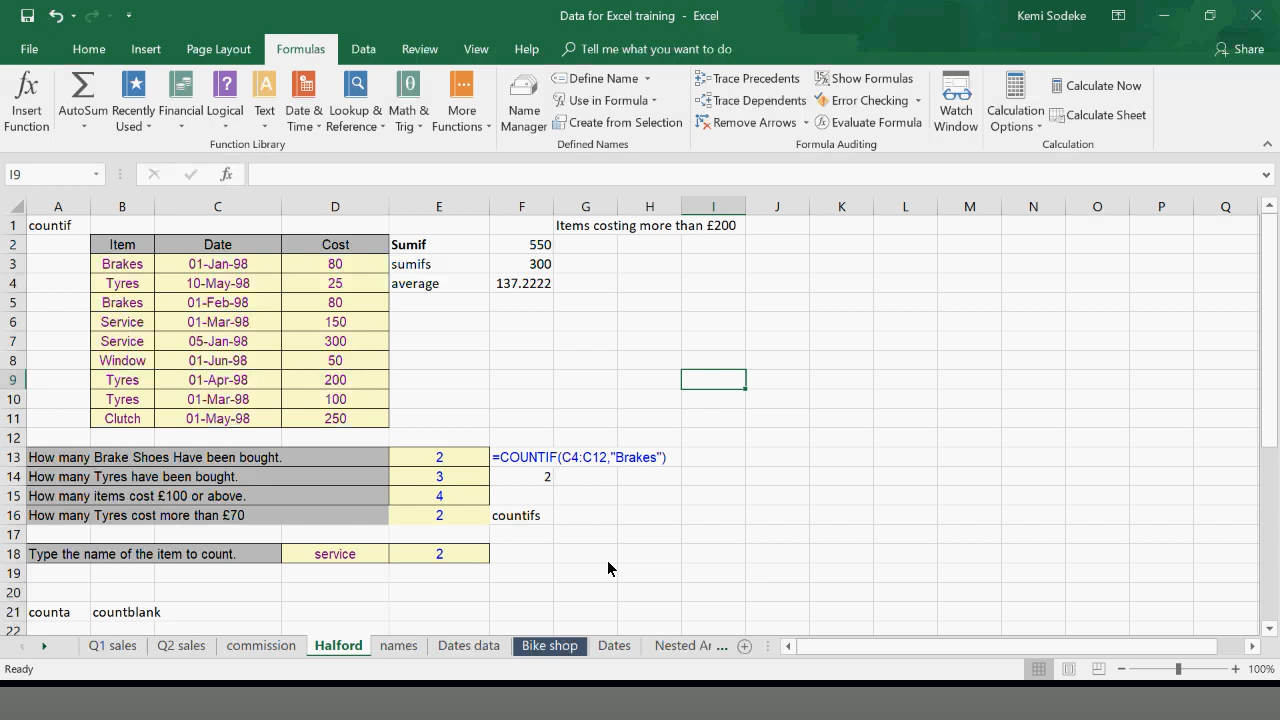 Data for Excel training - Excel
Kemi Sodeke
File Home Insert Page Layout Formulas Data Review View Help Tell me what you want to do Share
Insert Function
AutoSum
Recently Used
Financial
Logical
Text
Date & Time
Lookup & Reference
Math & Trig
More Functions
Function Library
Name Manager
Define Name
Use in Formula
Create from Selection
Defined Names
Trace Precedents
Trace Dependents
Remove Arrows
Show Formulas
Error Checking
Evaluate Formula
Formula Auditing
Watch Window
Calculation Options
Calculate Now
Calculate Sheet
Calculation
I9
fx
A B C D E F G H I J K L M N O P Q
1 countif Items costing more than £200
2 Item Date Cost Sumif 550
3 Brakes 01-Jan-98 80 sumifs 300
4 Tyres 10-May-98 25 average 137.2222
5 Brakes 01-Feb-98 80
6 Service 01-Mar-98 150
7 Service 05-Jan-98 300
8 Window 01-Jun-98 50
9 Tyres 01-Apr-98 200
10 Tyres 01-Mar-98 100
11 Clutch 01-May-98 250
12
13 How many Brake Shoes Have been bought. 2 =COUNTIF(C4:C12,"Brakes")
14 How many Tyres have been bought. 3 2
15 How many items cost £100 or above. 4
16 How many Tyres cost more than £70 2 countifs
17
18 Type the name of the item to count. service 2
19
20
21 counta countblank
22
Q1 sales Q2 sales commission Halford names Dates data Bike shop Dates Nested Ar ...
Ready
100%